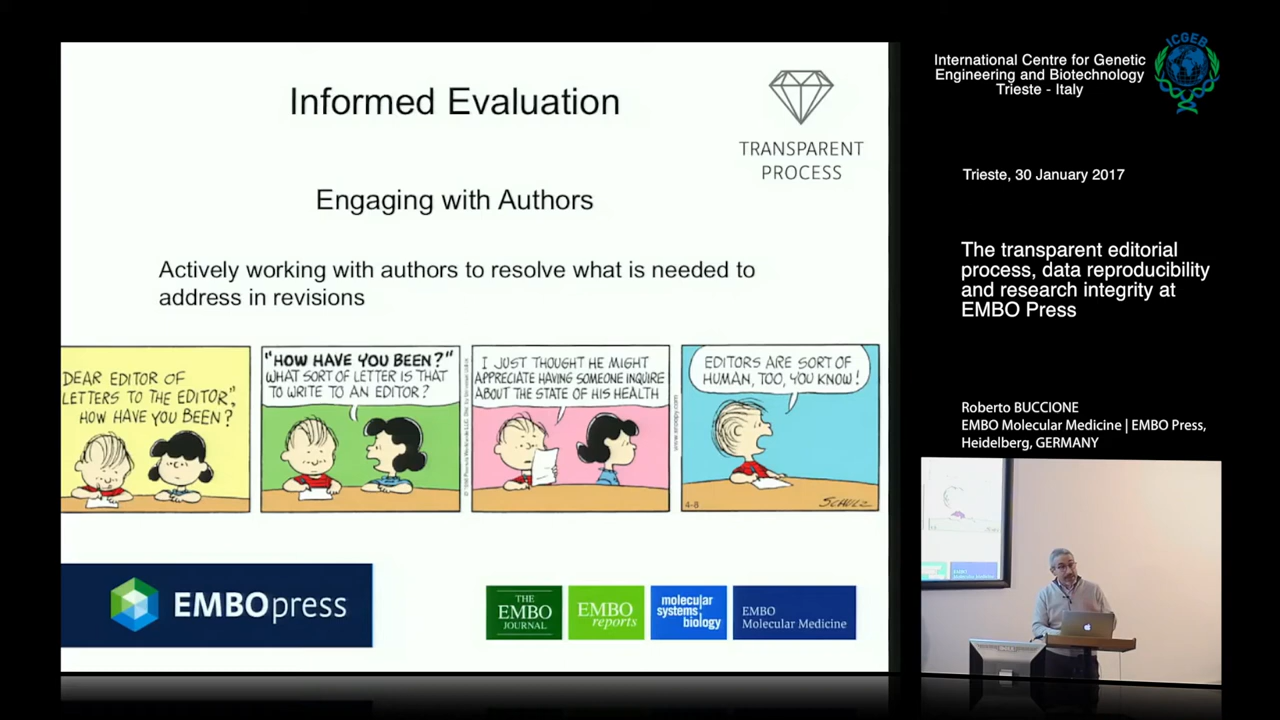 Informed Evaluation
TRANSPARENT
PROCESS
Engaging with Authors
Actively working with authors to resolve what is needed to
address in revisions
DEAR EDITOR OF
LETTERS TO THE EDITOR",
HOW HAVE YOU BEEN?
"HOW HAVE YOU BEEN?"
WHAT SORT OF LETTER IS THAT
TO WRITE TO AN EDITOR?
I JUST THOUGHT HE MIGHT
APPRECIATE HAVING SOMEONE INQUIRE
ABOUT THE STATE OF HIS HEALTH
www.snoopy.com
EDITORS ARE SORT OF
HUMAN, TOO, YOU KNOW!
4-8
SCHULZ
EMBOpress
THE
EMBO
JOURNAL
EMBO
reports
molecular
systems
biology
EMBO
Molecular Medicine
ICGEB
International Centre for Genetic
Engineering and Biotechnology
Trieste - Italy
Trieste, 30 January 2017
The transparent editorial
process, data reproducibility
and research integrity at
EMBO Press
Roberto BUCCIONE
EMBO Molecular Medicine | EMBO Press,
Heidelberg, GERMANY